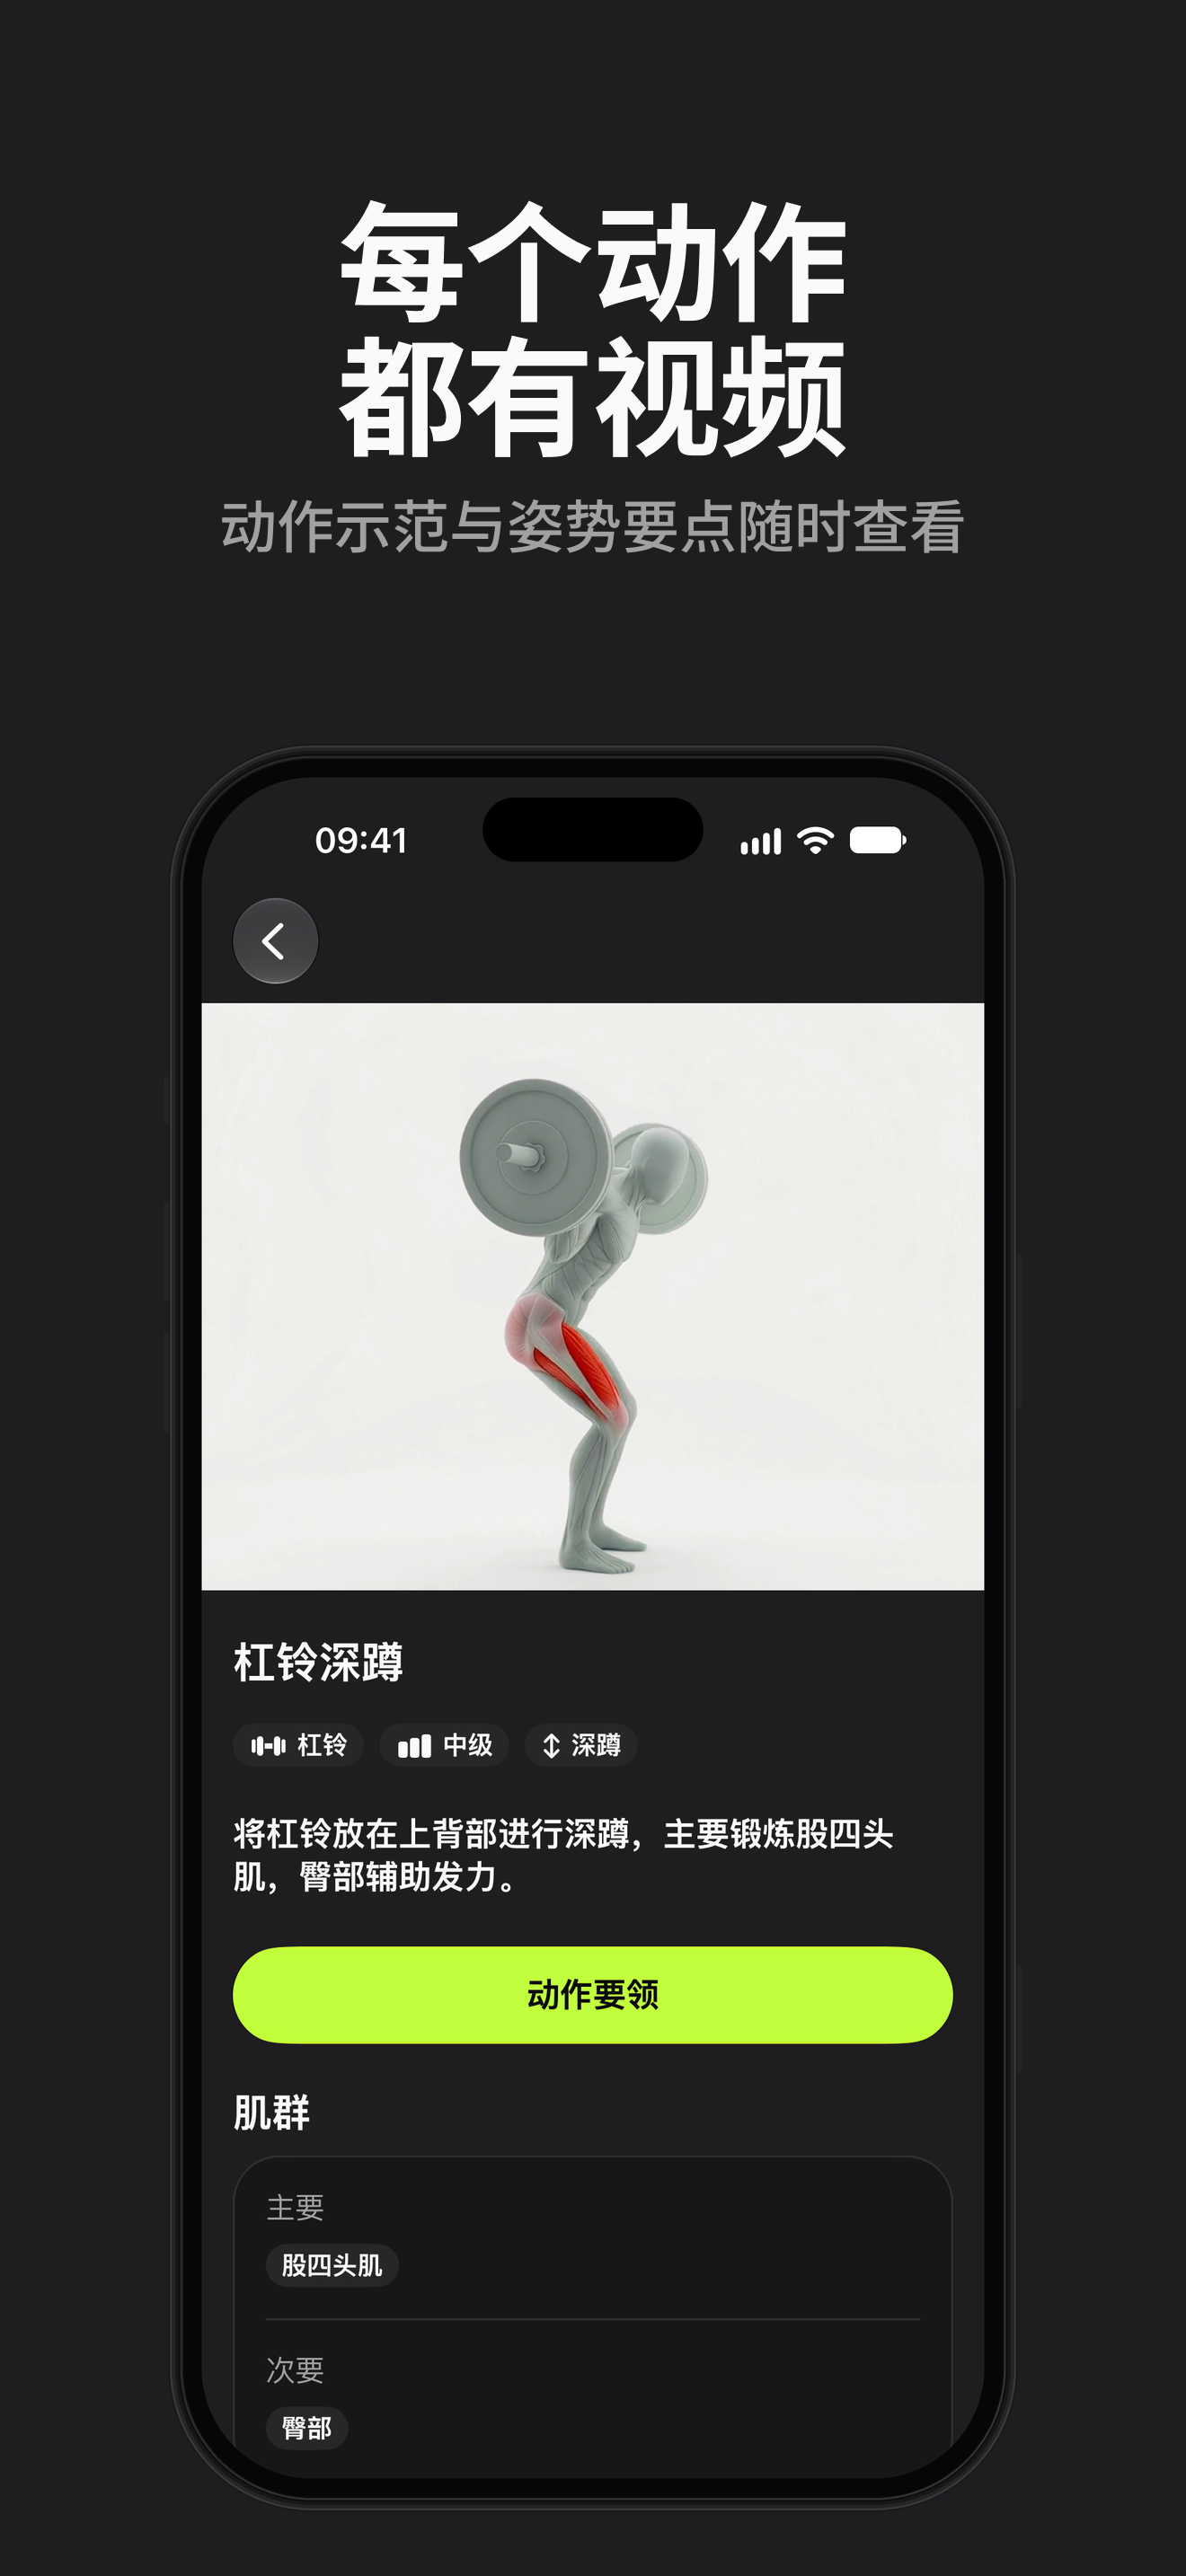 每个动作
都有视频
动作示范与姿势要点随时查看
09:41
杠铃深蹲
杠铃
中级
深蹲
将杠铃放在上背部进行深蹲，主要锻炼股四头
肌，臀部辅助发力。
动作要领
肌群
主要
股四头肌
次要
臀部